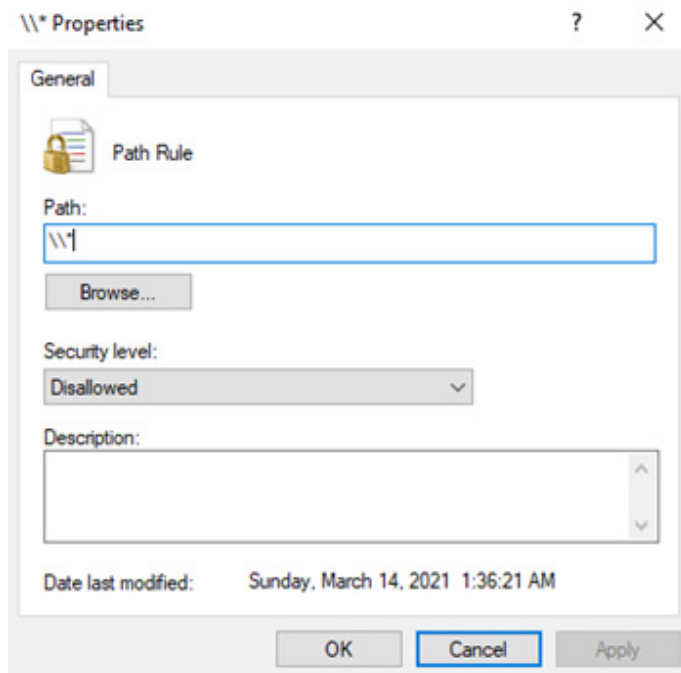 \\* Properties ? X
General
Path Rule
Path:
\\*
Browse...
Security level:
Disallowed
Description:
Date last modified: Sunday, March 14, 2021 1:36:21 AM
OK Cancel Apply